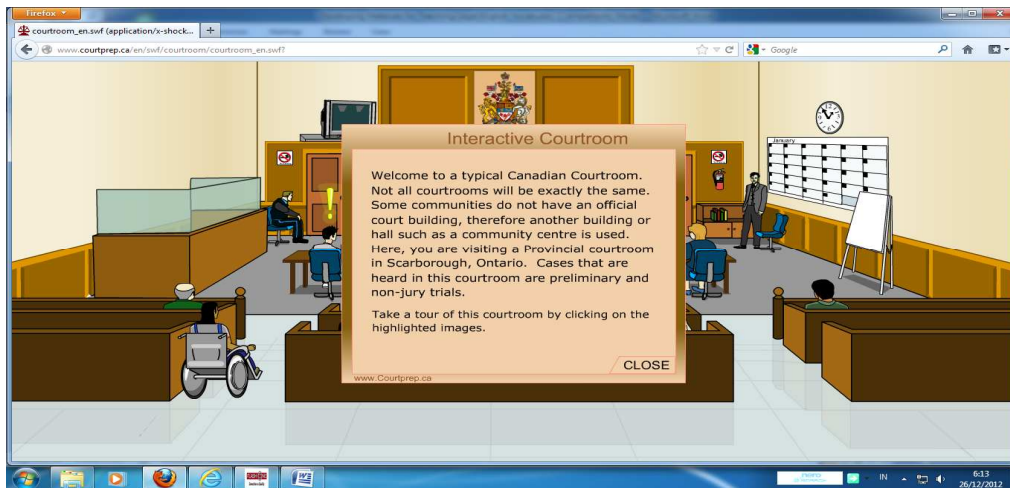 Firefox
courtroom_en.swf (application/x-shock...
www.courtprep.ca/en/swf/courtroom/courtroom_en.swf?
Google
January
Interactive Courtroom
Welcome to a typical Canadian Courtroom.
Not all courtrooms will be exactly the same.
Some communities do not have an official
court building, therefore another building or
hall such as a community centre is used.
Here, you are visiting a Provincial courtroom
in Scarborough, Ontario. Cases that are
heard in this courtroom are preliminary and
non-jury trials.
Take a tour of this courtroom by clicking on the
highlighted images.
CLOSE
www.Courtprep.ca
IN
6:13
26/12/2012